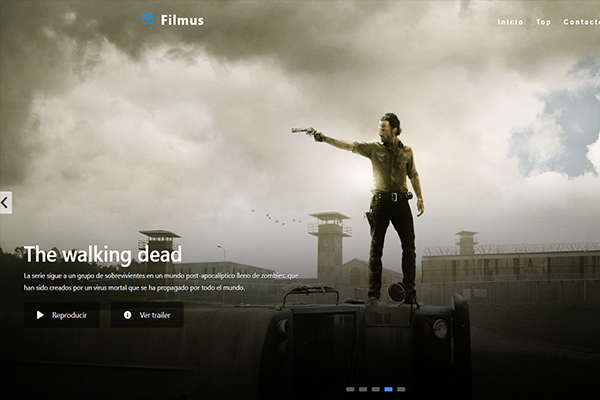 Filmus
Inicio Top Contacto
The walking dead
La serie sigue a un grupo de sobrevivientes en un mundo post-apocalíptico lleno de zombies, que
han sido creados por un virus mortal que se ha propagado por todo el mundo.
Reproducir Ver trailer